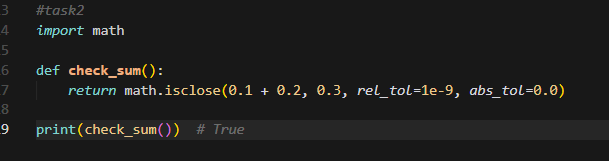 3 #task2
4 import math
5
6 def check_sum():
7 return math.isclose(0.1 + 0.2, 0.3, rel_tol=1e-9, abs_tol=0.0)
8
9 print(check_sum()) # True